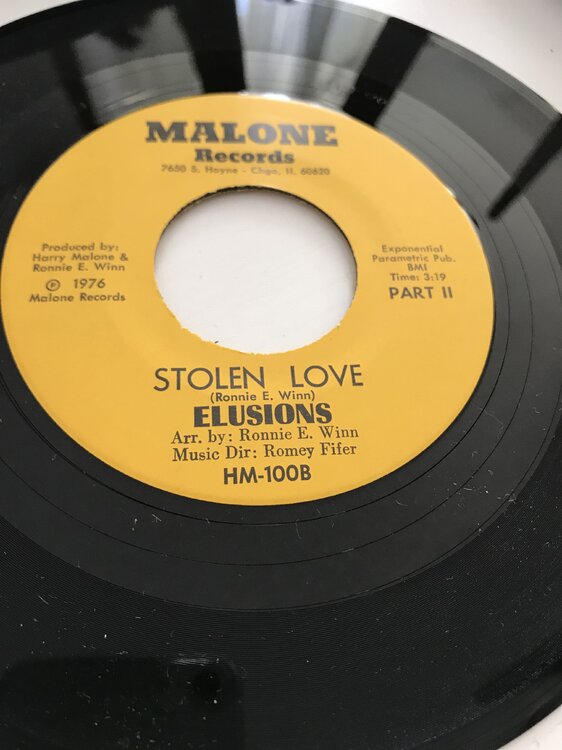 MALONE
Records
7650 S. Hoyne - Chgo, Il. 60620
Produced by:
Harry Malone &
Ronnie E. Winn
℗ 1976
Malone Records
Exponential
Parametric Pub.
BMI
Time: 3:19
PART II
STOLEN LOVE
(Ronnie E. Winn)
ELUSIONS
Arr. by: Ronnie E. Winn
Music Dir: Romey Fifer
HM-100B